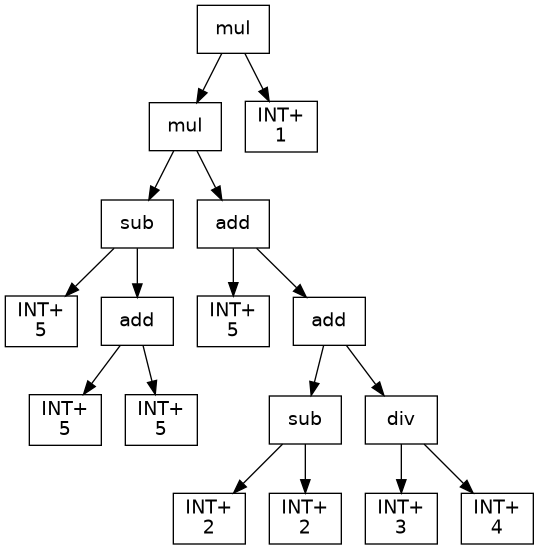 mul
mul
INT+
1
sub
add
INT+
5
add
INT+
5
add
INT+
5
INT+
5
sub
div
INT+
2
INT+
2
INT+
3
INT+
4